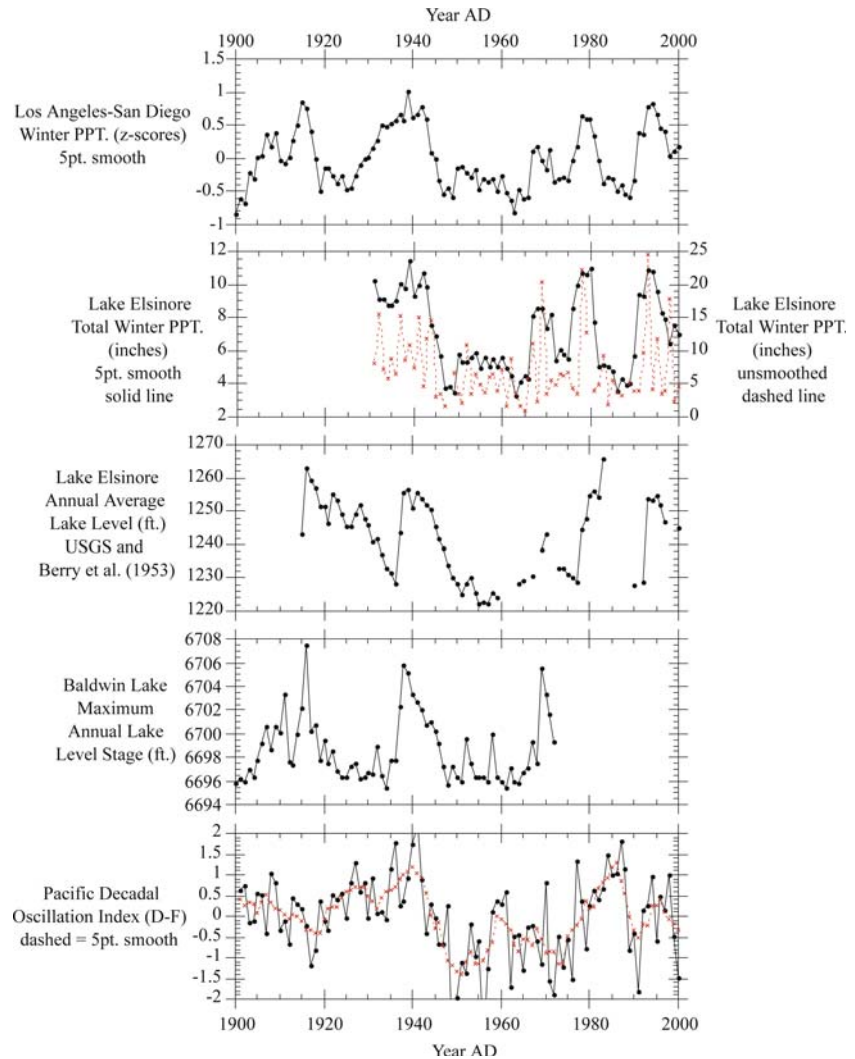 Year AD
1900 1920 1940 1960 1980 2000
Los Angeles-San Diego
Winter PPT. (z-scores)
5pt. smooth
1.5
1
0.5
0
-0.5
-1
Lake Elsinore
Total Winter PPT.
(inches)
5pt. smooth
solid line
12
10
8
6
4
2
25
20
15
10
5
0
Lake Elsinore
Total Winter PPT.
(inches)
unsmoothed
dashed line
Lake Elsinore
Annual Average
Lake Level (ft.)
USGS and
Berry et al. (1953)
1270
1260
1250
1240
1230
1220
Baldwin Lake
Maximum
Annual Lake
Level Stage (ft.)
6708
6706
6704
6702
6700
6698
6696
6694
Pacific Decadal
Oscillation Index (D-F)
dashed = 5pt. smooth
2
1.5
1
0.5
0
-0.5
-1
-1.5
-2
1900 1920 1940 1960 1980 2000
Year AD